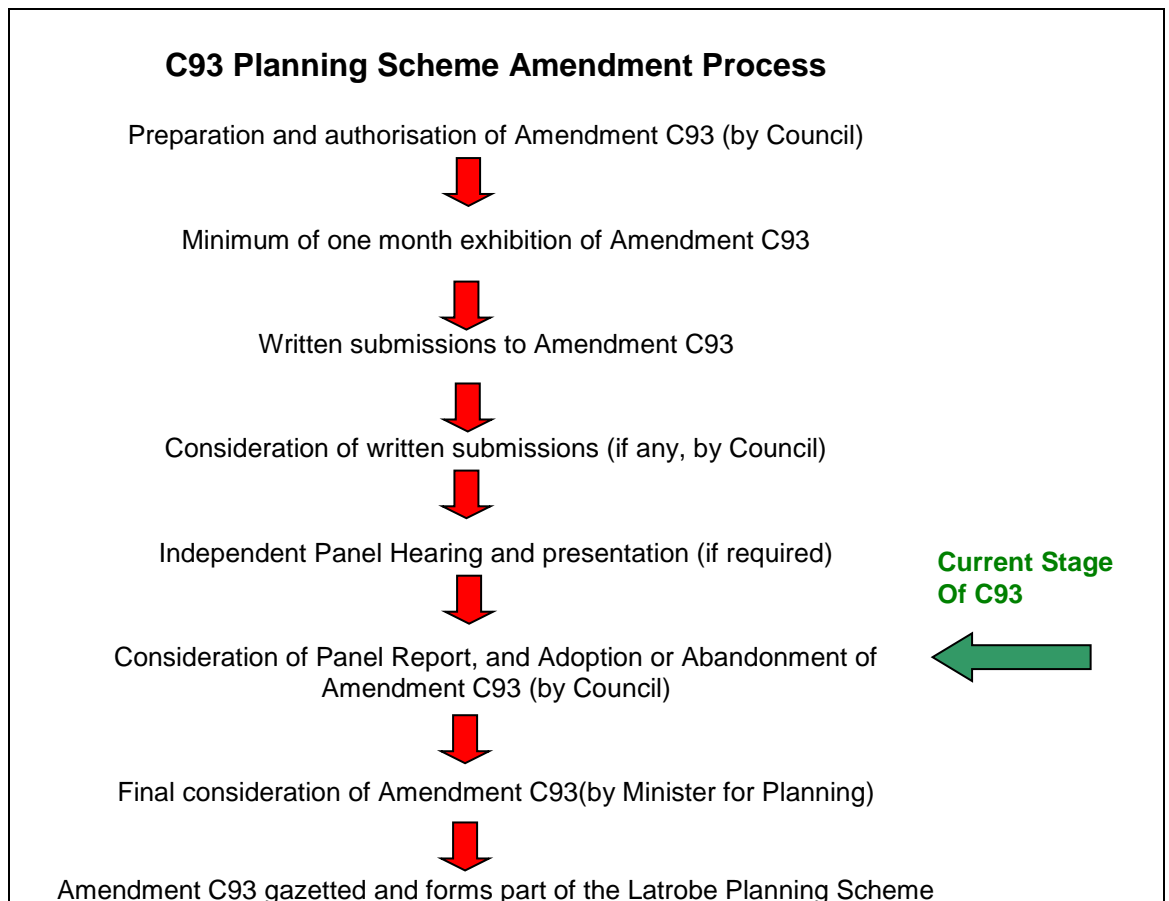 C93 Planning Scheme Amendment Process
Preparation and authorisation of Amendment C93 (by Council)
Minimum of one month exhibition of Amendment C93
Written submissions to Amendment C93
Consideration of written submissions (if any, by Council)
Independent Panel Hearing and presentation (if required)
Current Stage
Of C93
Consideration of Panel Report, and Adoption or Abandonment of
Amendment C93 (by Council)
Final consideration of Amendment C93(by Minister for Planning)
Amendment C93 gazetted and forms part of the Latrobe Planning Scheme